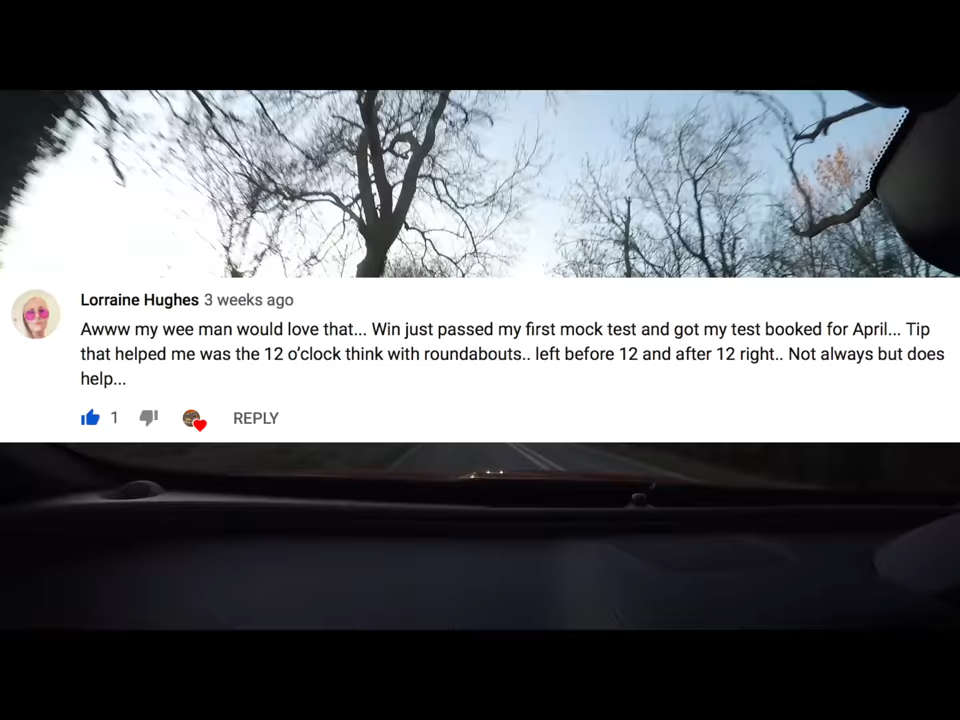 Lorraine Hughes 3 weeks ago
Awww my wee man would love that... Win just passed my first mock test and got my test booked for April... Tip
that helped me was the 12 o'clock think with roundabouts.. left before 12 and after 12 right.. Not always but does
help...
1 REPLY